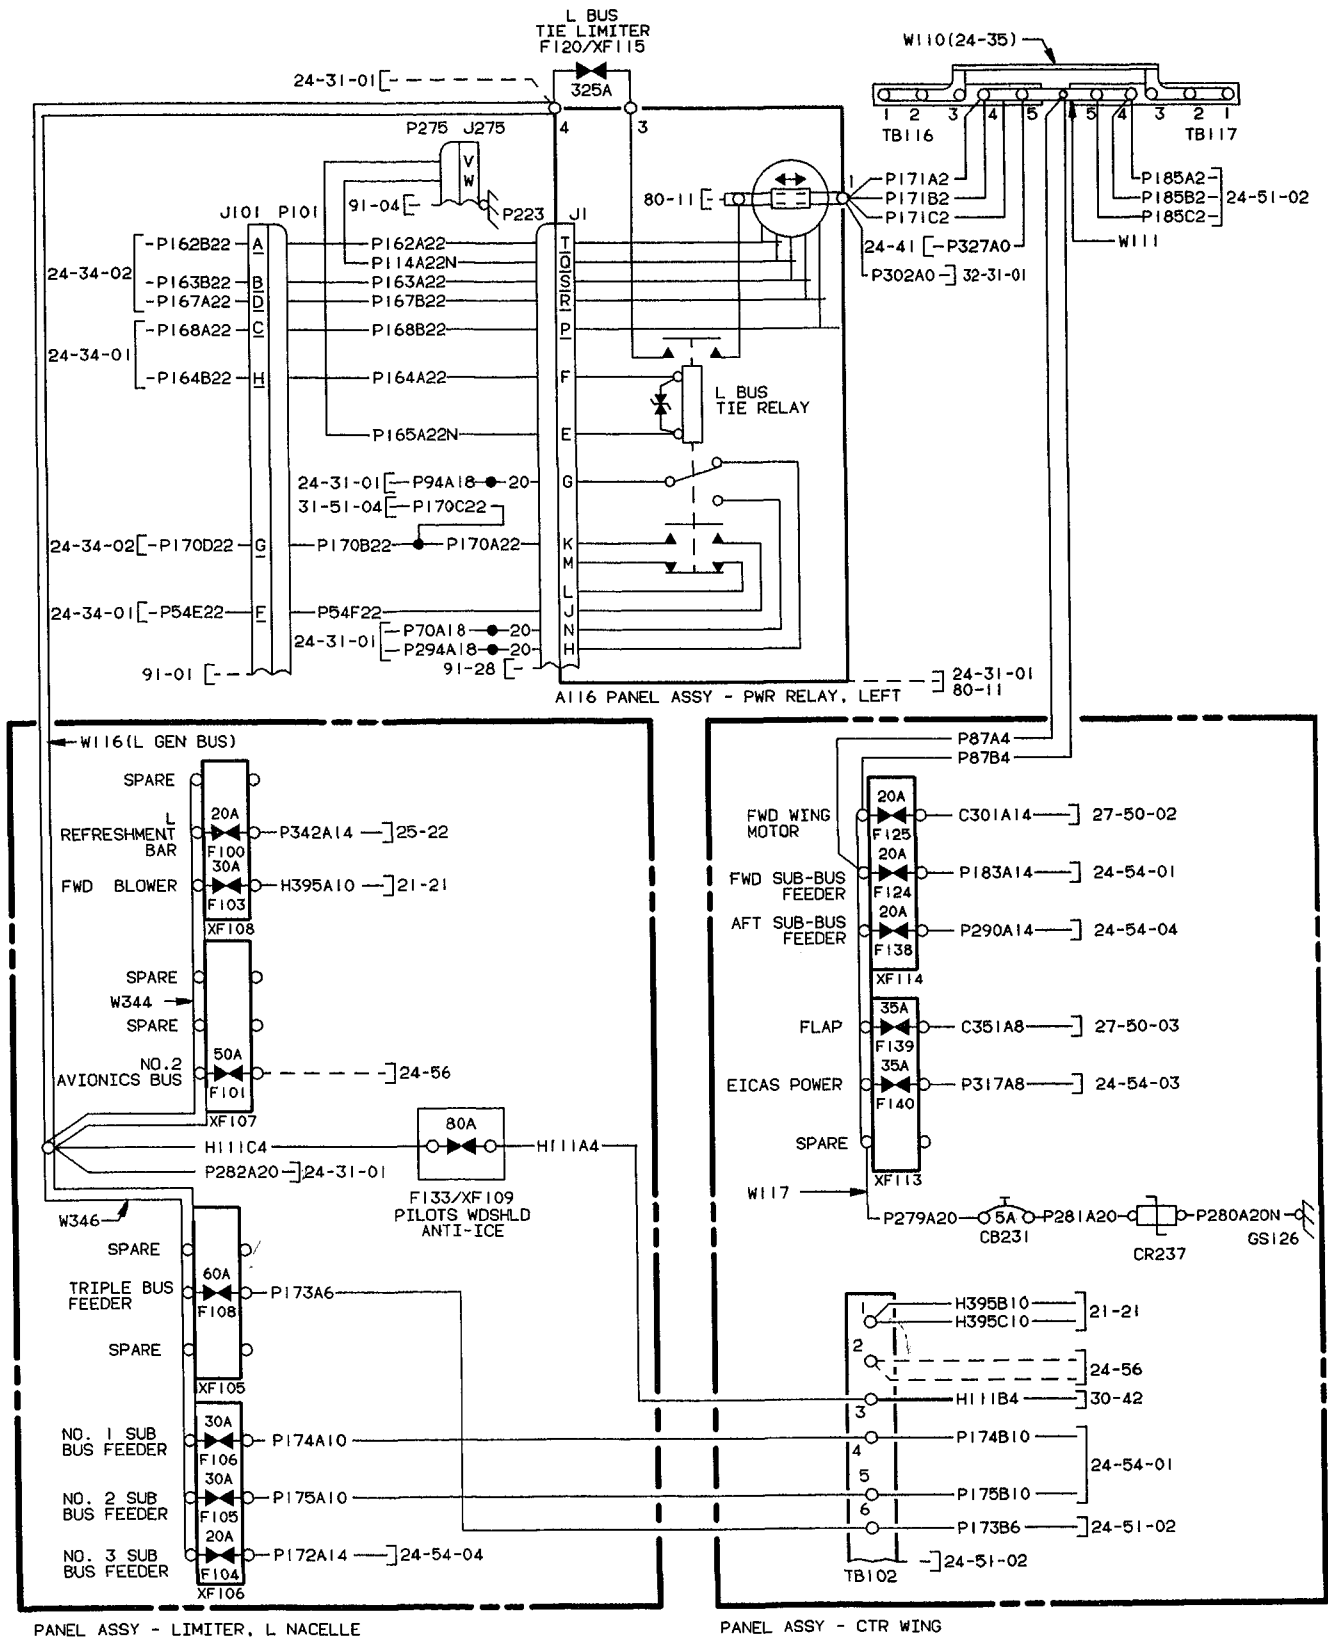 L BUS
TIE LIMITER
F120/XF115
24-31-01
325A
4
3
W110(24-35)
1 2 3 4 5 5 4 3 2 1
TB116
TB117
P275 J275
V
W
91-04
P223
J1
80-11
1
P171A2
P171B2
P171C2
24-41
P327A0
P302A0
32-31-01
P185A2
P185B2
P185C2
24-51-02
W111
J101 P101
24-34-02
P162B22 A P162A22 T
P114A22N Q
P163B22 B P163A22 S
P167A22 D P167B22 R
24-34-01
P168A22 C P168B22 P
P164B22 H P164A22 F
L BUS
TIE RELAY
P165A22N E
24-31-01 P94A18 20 G
31-51-04 P170C22
24-34-02 P170D22 G P170B22 P170A22 K
M
L
24-34-01 P54E22 F P54F22 J
24-31-01
P70A18 20 N
P294A18 20 H
91-01
91-28
24-31-01
80-11
A116 PANEL ASSY - PWR RELAY, LEFT
W116(L GEN BUS)
SPARE
L
REFRESHMENT
BAR
20A
F100
P342A14
25-22
FWD BLOWER
30A
F103
H395A10
21-21
XF108
SPARE
W344
SPARE
NO.2
AVIONICS BUS
50A
F101
24-56
XF107
H111C4
80A
H111A4
P282A20
24-31-01
F133/XF109
PILOTS WDSHLD
ANTI-ICE
W346
SPARE
TRIPLE BUS
FEEDER
60A
F108
P173A6
SPARE
XF105
NO. 1 SUB
BUS FEEDER
30A
F106
P174A10
NO. 2 SUB
BUS FEEDER
30A
F105
P175A10
NO. 3 SUB
BUS FEEDER
20A
F104
P172A14
24-54-04
XF106
PANEL ASSY - LIMITER, L NACELLE
P87A4
P87B4
FWD WING
MOTOR
20A
F125
C301A14
27-50-02
FWD SUB-BUS
FEEDER
20A
F124
P183A14
24-54-01
AFT SUB-BUS
FEEDER
20A
F138
P290A14
24-54-04
XF114
FLAP
35A
F139
C351A8
27-50-03
EICAS POWER
35A
F140
P317A8
24-54-03
SPARE
XF113
W117
P279A20
5A
CB231
P281A20
CR237
P280A20N
GS126
1
H395B10
H395C10
21-21
2
24-56
3
H111B4
30-42
4
P174B10
24-54-01
5
P175B10
6
P173B6
24-51-02
24-51-02
TB102
PANEL ASSY - CTR WING